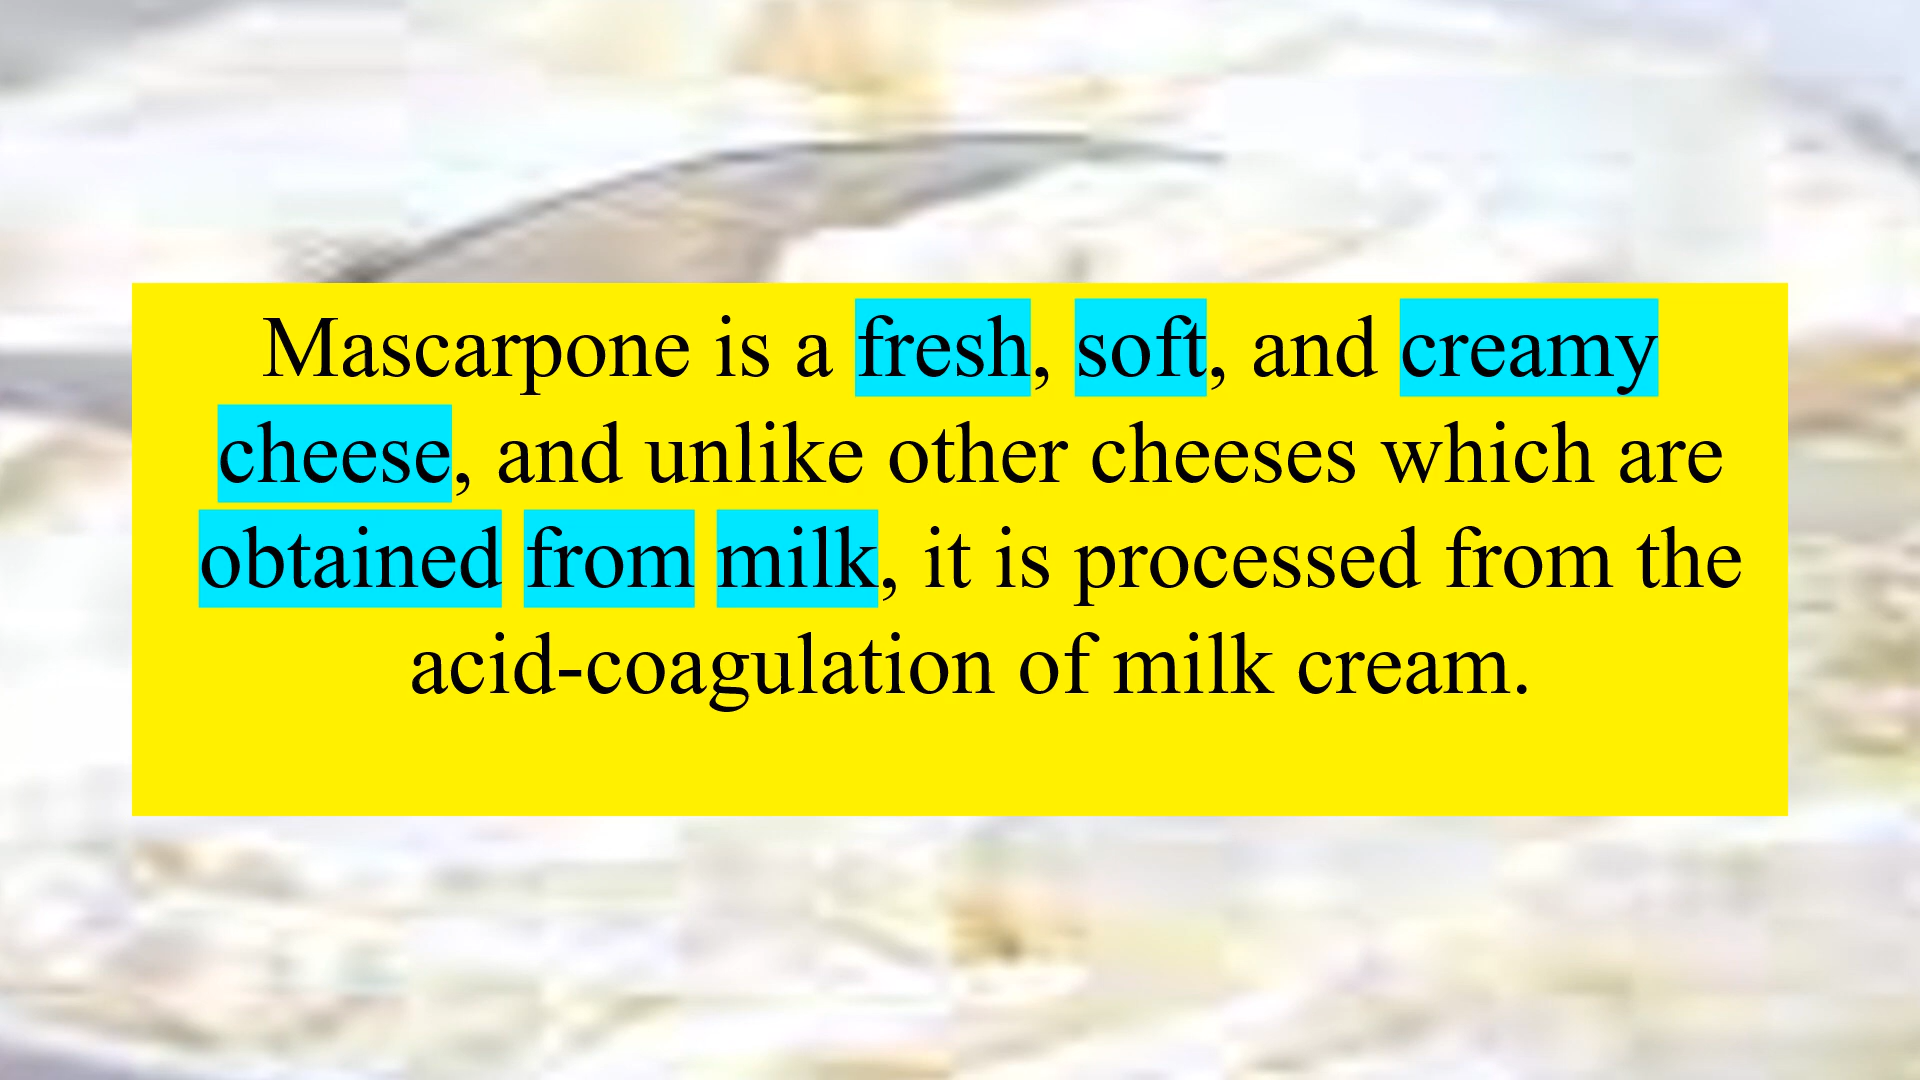 Mascarpone is a fresh, soft, and creamy
cheese, and unlike other cheeses which are
obtained from milk, it is processed from the
acid-coagulation of milk cream.